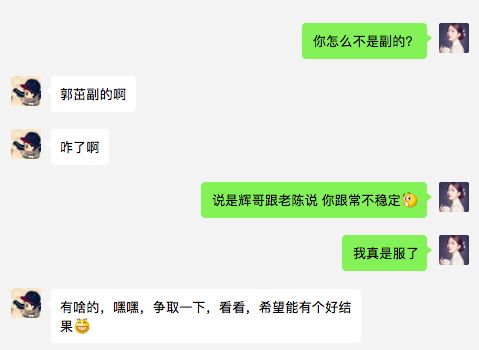 你怎么不是副的？
郭茁副的啊
咋了啊
说是辉哥跟老陈说 你跟常不稳定
我真是服了
有啥的，嘿嘿，争取一下，看看，希望能有个好结
果